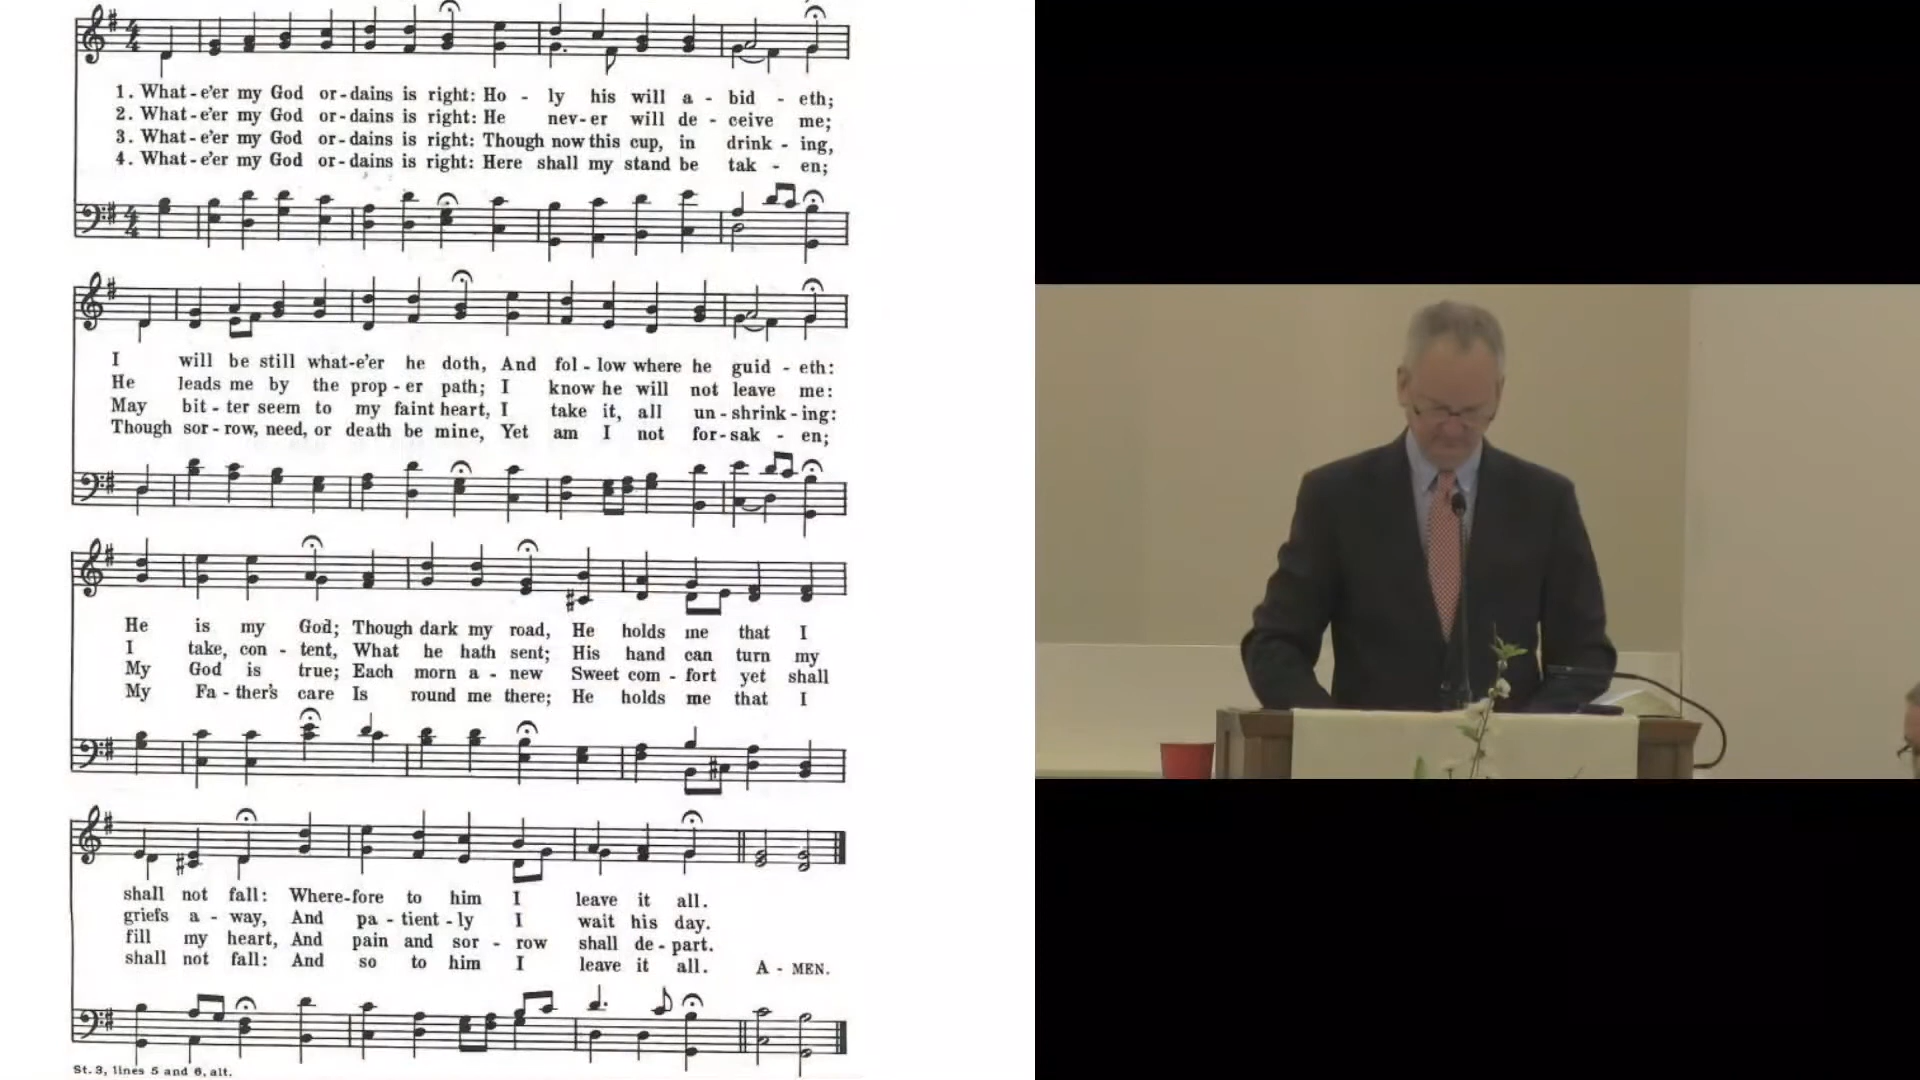 1. What-e'er my God or-dains is right: Ho - ly his will a - bid - eth;
2. What-e'er my God or-dains is right: He nev-er will de - ceive me;
3. What-e'er my God or-dains is right: Though now this cup, in drink - ing,
4. What-e'er my God or-dains is right: Here shall my stand be tak - en;
I will be still what-e'er he doth, And fol - low where he guid - eth:
He leads me by the prop - er path; I know he will not leave me:
May bit - ter seem to my faint heart, I take it, all un - shrink - ing:
Though sor - row, need, or death be mine, Yet am I not for - sak - en;
He is my God; Though dark my road, He holds me that I
I take, con - tent, What he hath sent; His hand can turn my
My God is true; Each morn a - new Sweet com - fort yet shall
My Fa - ther's care Is round me there; He holds me that I
shall not fall: Where-fore to him I leave it all.
griefs a - way, And pa - tient - ly I wait his day.
fill my heart, And pain and sor - row shall de - part.
shall not fall: And so to him I leave it all. A - MEN.
St. 3, lines 5 and 6, alt.